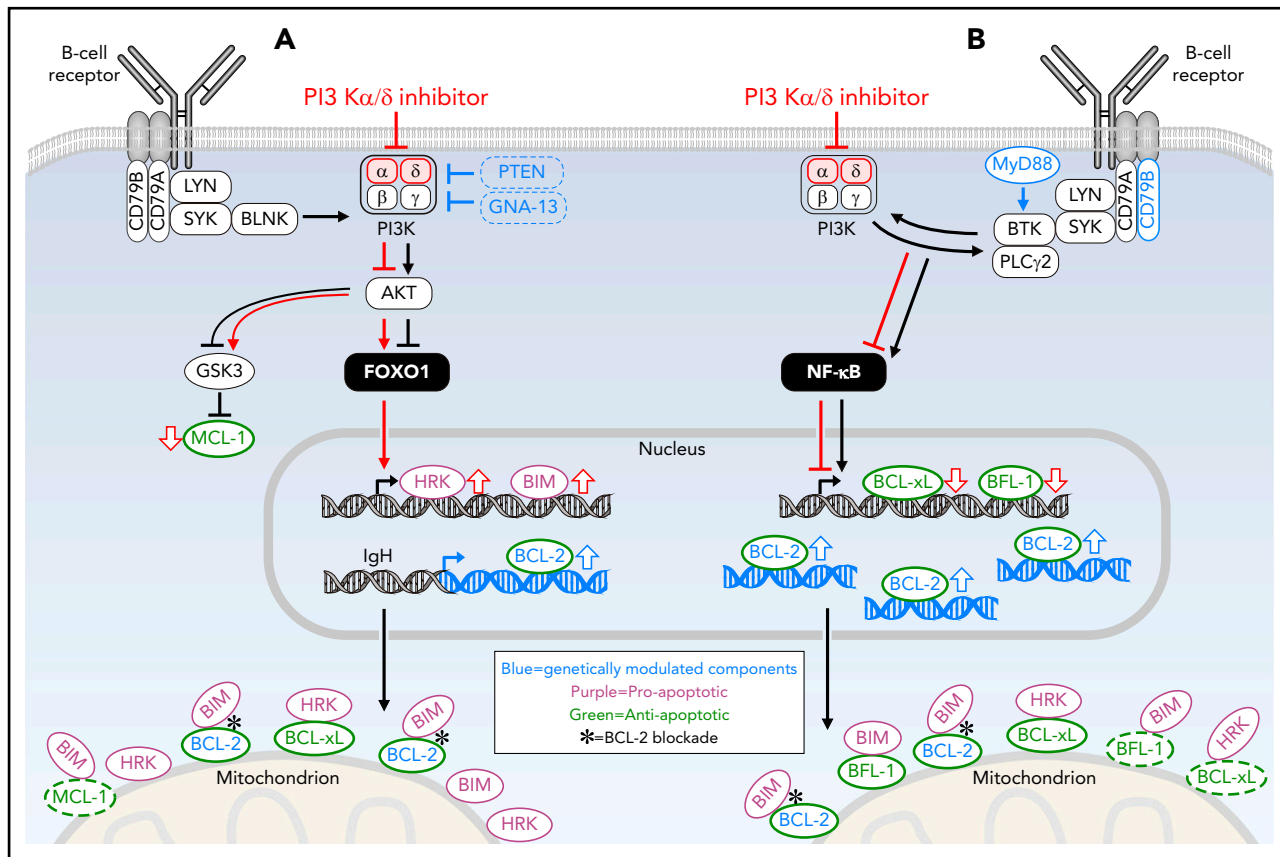 A
B
B-cell
receptor
B-cell
receptor
PI3 Kα/δ inhibitor
PI3 Kα/δ inhibitor
CD79B
CD79A
LYN
SYK
BLNK
α
δ
β
γ
PI3K
PTEN
GNA-13
α
δ
β
γ
PI3K
MyD88
BTK
PLCγ2
LYN
SYK
CD79A
CD79B
AKT
GSK3
FOXO1
MCL-1
NF-κB
Nucleus
HRK
BIM
BCL-xL
BFL-1
IgH
BCL-2
BCL-2
BCL-2
BCL-2
Blue=genetically modulated components
Purple=Pro-apoptotic
Green=Anti-apoptotic
*=BCL-2 blockade
BIM
MCL-1
HRK
BIM
*
BCL-2
HRK
BCL-xL
BIM
*
BCL-2
BIM
HRK
Mitochondrion
BIM
*
BCL-2
BIM
BFL-1
BIM
*
BCL-2
HRK
BCL-xL
BIM
BFL-1
HRK
BCL-xL
Mitochondrion